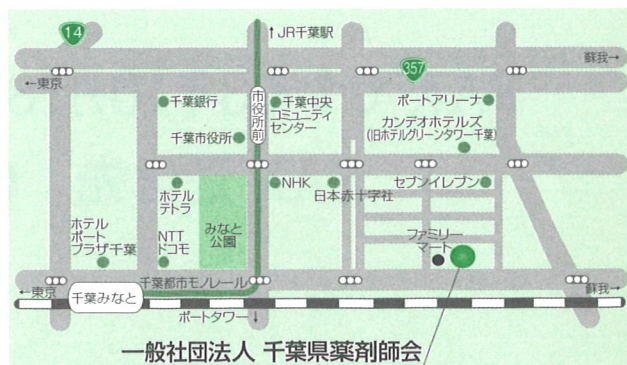 14
↑JR千葉駅
357
蘇我→
←東京
千葉銀行
市役所前
千葉中央
コミュニティ
センター
ポートアリーナ
カンデオホテルズ
(旧ホテルグリーンタワー千葉)
千葉市役所
NHK
日本赤十字社
セブンイレブン
ホテル
テトラ
みなと
公園
ホテル
ポート
プラザ千葉
NTT
ドコモ
ファミリー
マート
千葉都市モノレール
←東京
千葉みなと
蘇我→
ポートタワー↓
一般社団法人 千葉県薬剤師会